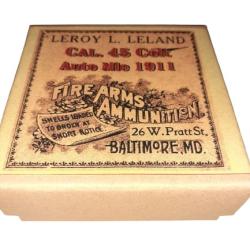 LEROY L. LELAND
Cal. 45 Colt
Auto Mlo 1911
FIRE ARMS
AMMUNITION
SHELLS LOADED
TO ORDER AT
SHORT NOTICE
26 W. Pratt St,
BALTIMORE, MD.